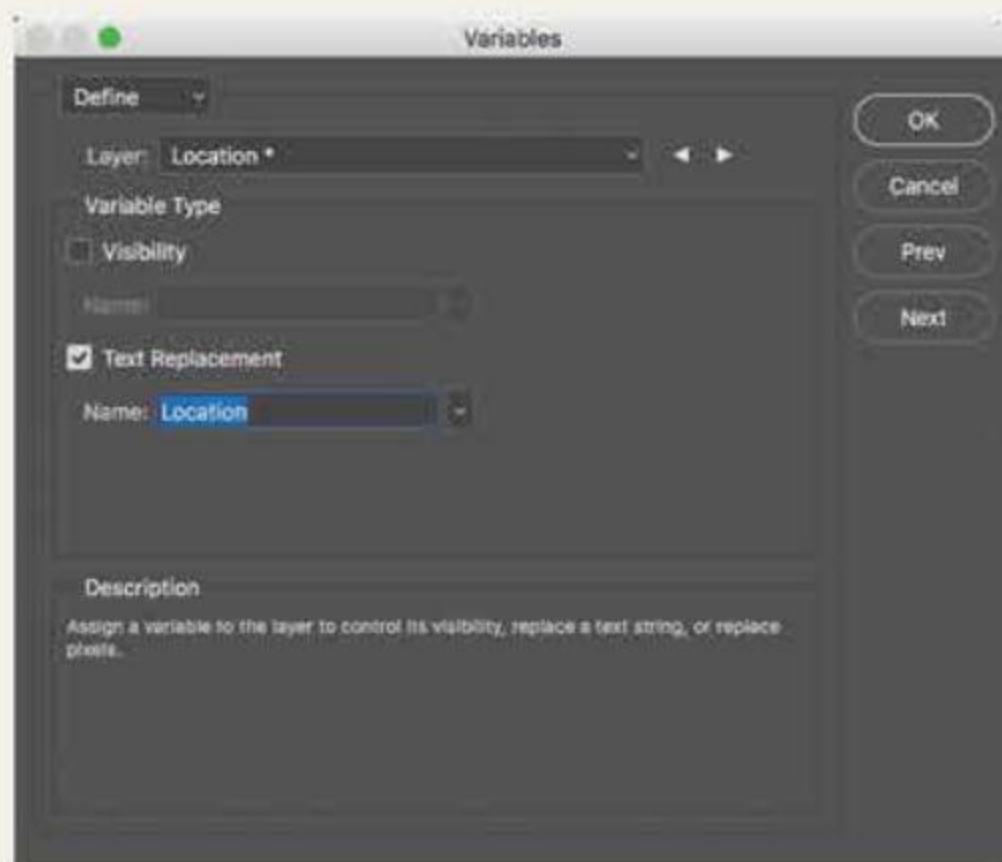 Variables
Define
Layer: Location *
Variable Type
Visibility
Name:
Text Replacement
Name: Location
Description
Assign a variable to the layer to control its visibility, replace a text string, or replace
pixels.
OK
Cancel
Prev
Next